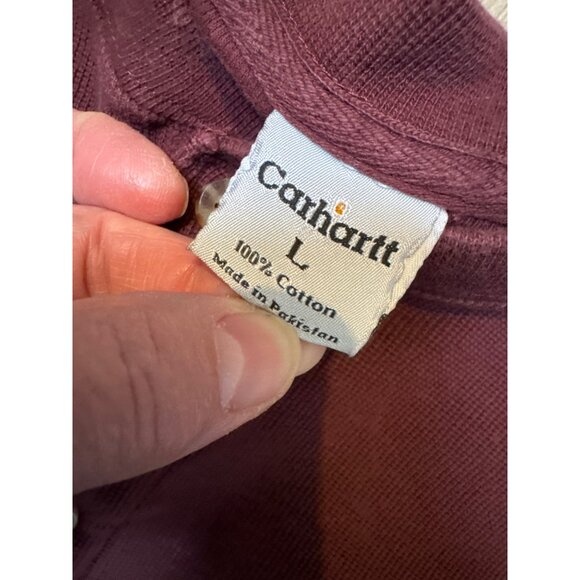 Carhartt
L
100% Cotton
Made in Pakistan